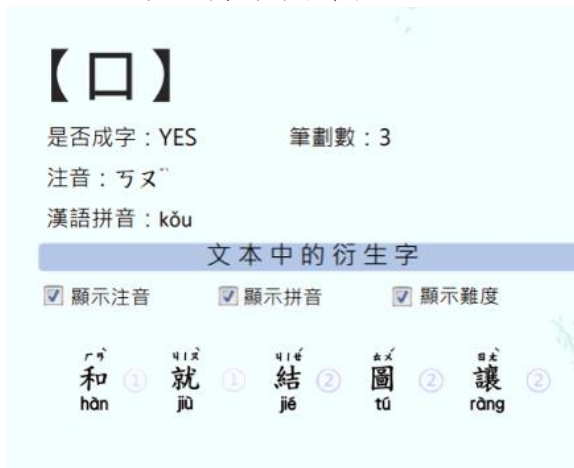 【口】
是否成字：YES 筆劃數：3
注音：ㄎㄡˇ
漢語拼音：kǒu
文本中的衍生字
顯示注音 顯示拼音 顯示難度
ㄏㄢˋ ㄐㄧㄡˋ ㄐㄧㄝˊ ㄊㄨˊ ㄖㄤˋ
和 ① 就 ① 結 ② 圖 ② 讓 ②
hàn jiù jié tú ràng